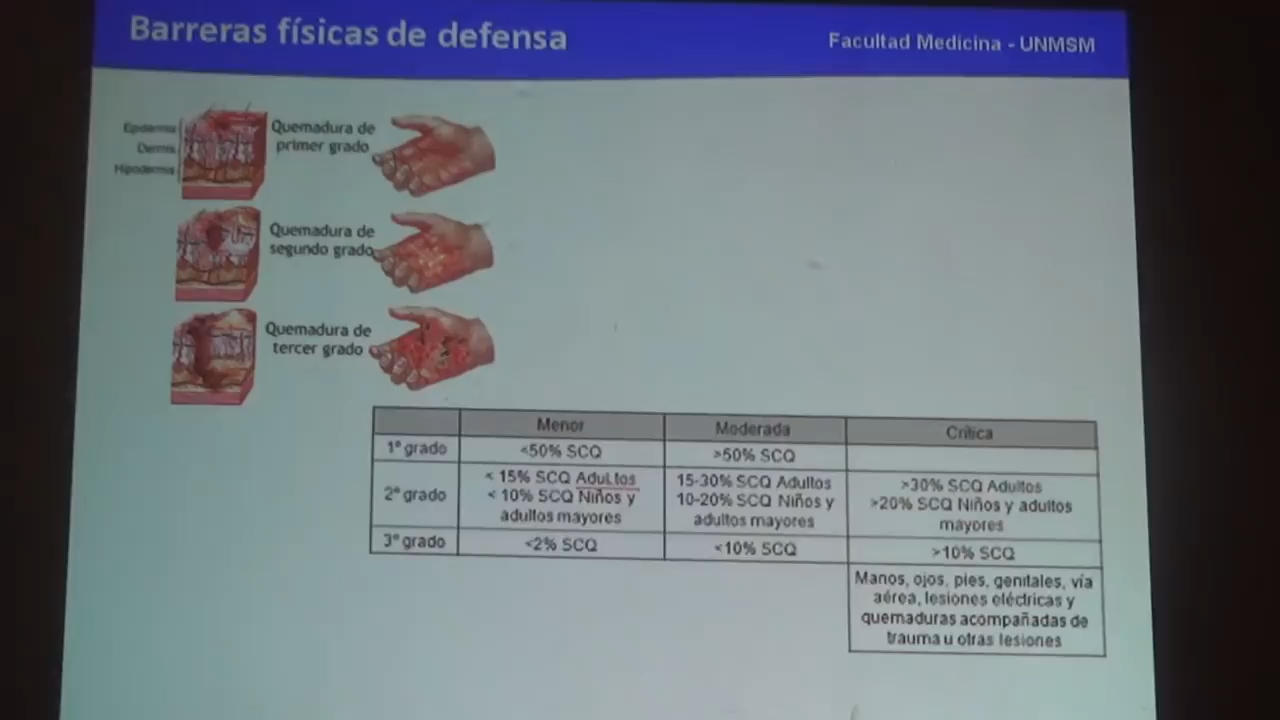 Barreras físicas de defensa
Facultad Medicina - UNMSM
Epidermis
Dermis
Hipodermis
Quemadura de
primer grado
Quemadura de
segundo grado
Quemadura de
tercer grado
Menor Moderada Crítica
1º grado <50% SCQ >50% SCQ
2º grado
< 15% SCQ Adultos
< 10% SCQ Niños y
adultos mayores
15-30% SCQ Adultos
10-20% SCQ Niños y
adultos mayores
>30% SCQ Adultos
>20% SCQ Niños y adultos
mayores
3º grado <2% SCQ <10% SCQ >10% SCQ
Manos, ojos, pies, genitales, vía
aérea, lesiones eléctricas y
quemaduras acompañadas de
trauma u otras lesiones